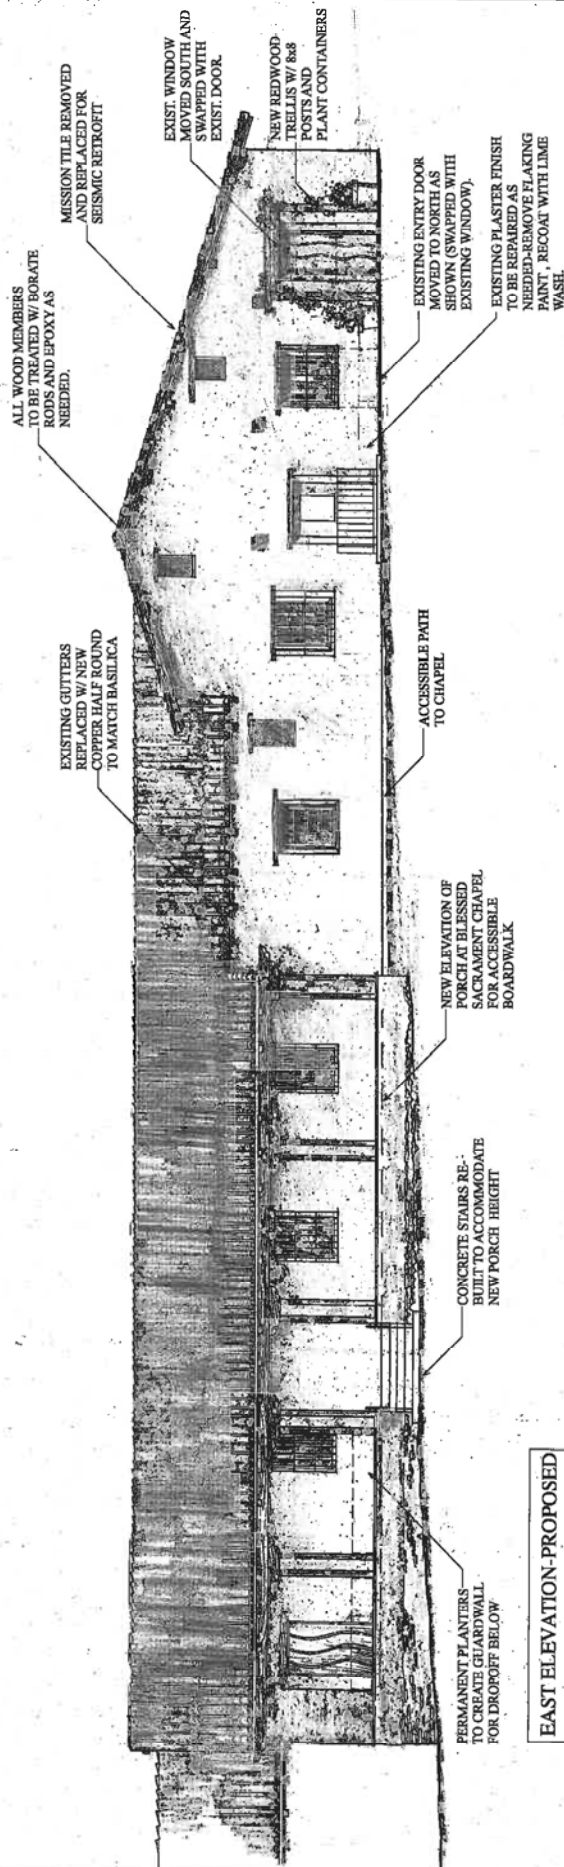 ALL WOOD MEMBERS
TO BE TREATED W/ BORATE
RODS AND EPOXY AS
NEEDED.
MISSION TILE REMOVED
AND REPLACED FOR
SEISMIC RETROFIT
EXIST. WINDOW
MOVED SOUTH AND
SWAPPED WITH
EXIST. DOOR.
NEW REDWOOD
TRELLIS W/ 8x8
POSTS AND
PLANT CONTAINERS
EXISTING GUTTERS
REPLACED W/ NEW
COPPER HALF ROUND
TO MATCH BASILICA
PERMANENT PLANTERS
TO CREATE GUARDWALL
FOR DROPOFF BELOW
CONCRETE STAIRS RE-
BUILT TO ACCOMMODATE
NEW PORCH HEIGHT
NEW ELEVATION OF
PORCH AT BLESSED
SACRAMENT CHAPEL
FOR ACCESSIBLE
BOARDWALK
ACCESSIBLE PATH
TO CHAPEL
EXISTING ENTRY DOOR
MOVED TO NORTH AS
SHOWN (SWAPPED WITH
EXISTING WINDOW).
EXISTING PLASTER FINISH
TO BE REPAIRED AS
NEEDED-REMOVE FLAKING
PAINT, RECOAT WITH LIME
WASH.
EAST ELEVATION-PROPOSED